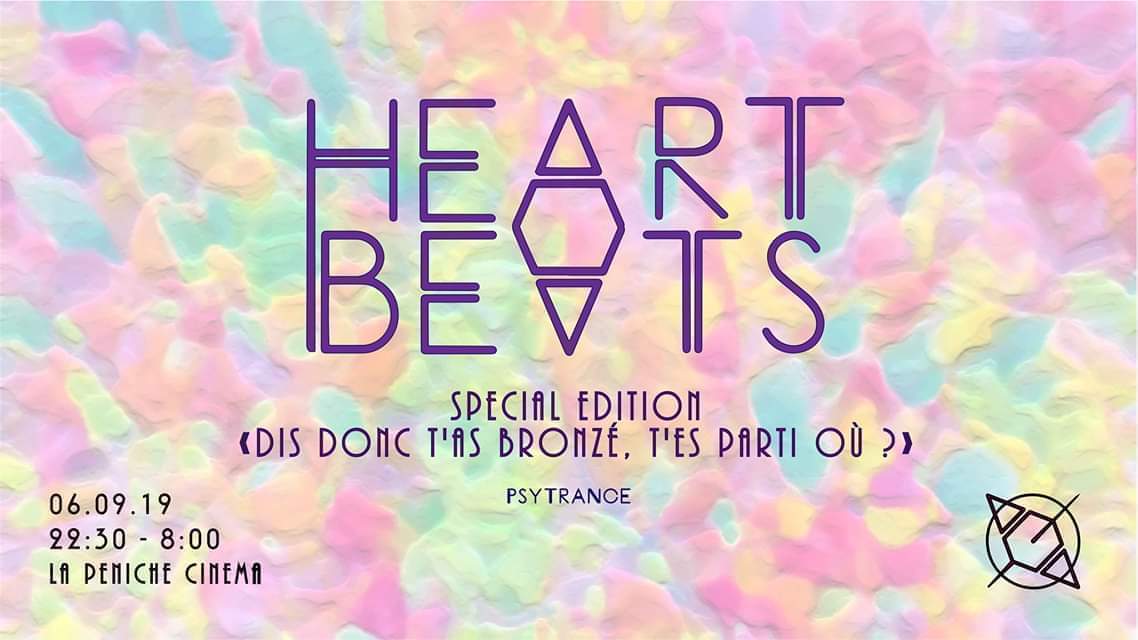 HEART
BEATS
SPECIAL EDITION
«DIS DONC T'AS BRONZÉ, T'ES PARTI OÙ ?»
PSYTRANCE
06.09.19
22:30 - 8:00
LA PENICHE CINEMA